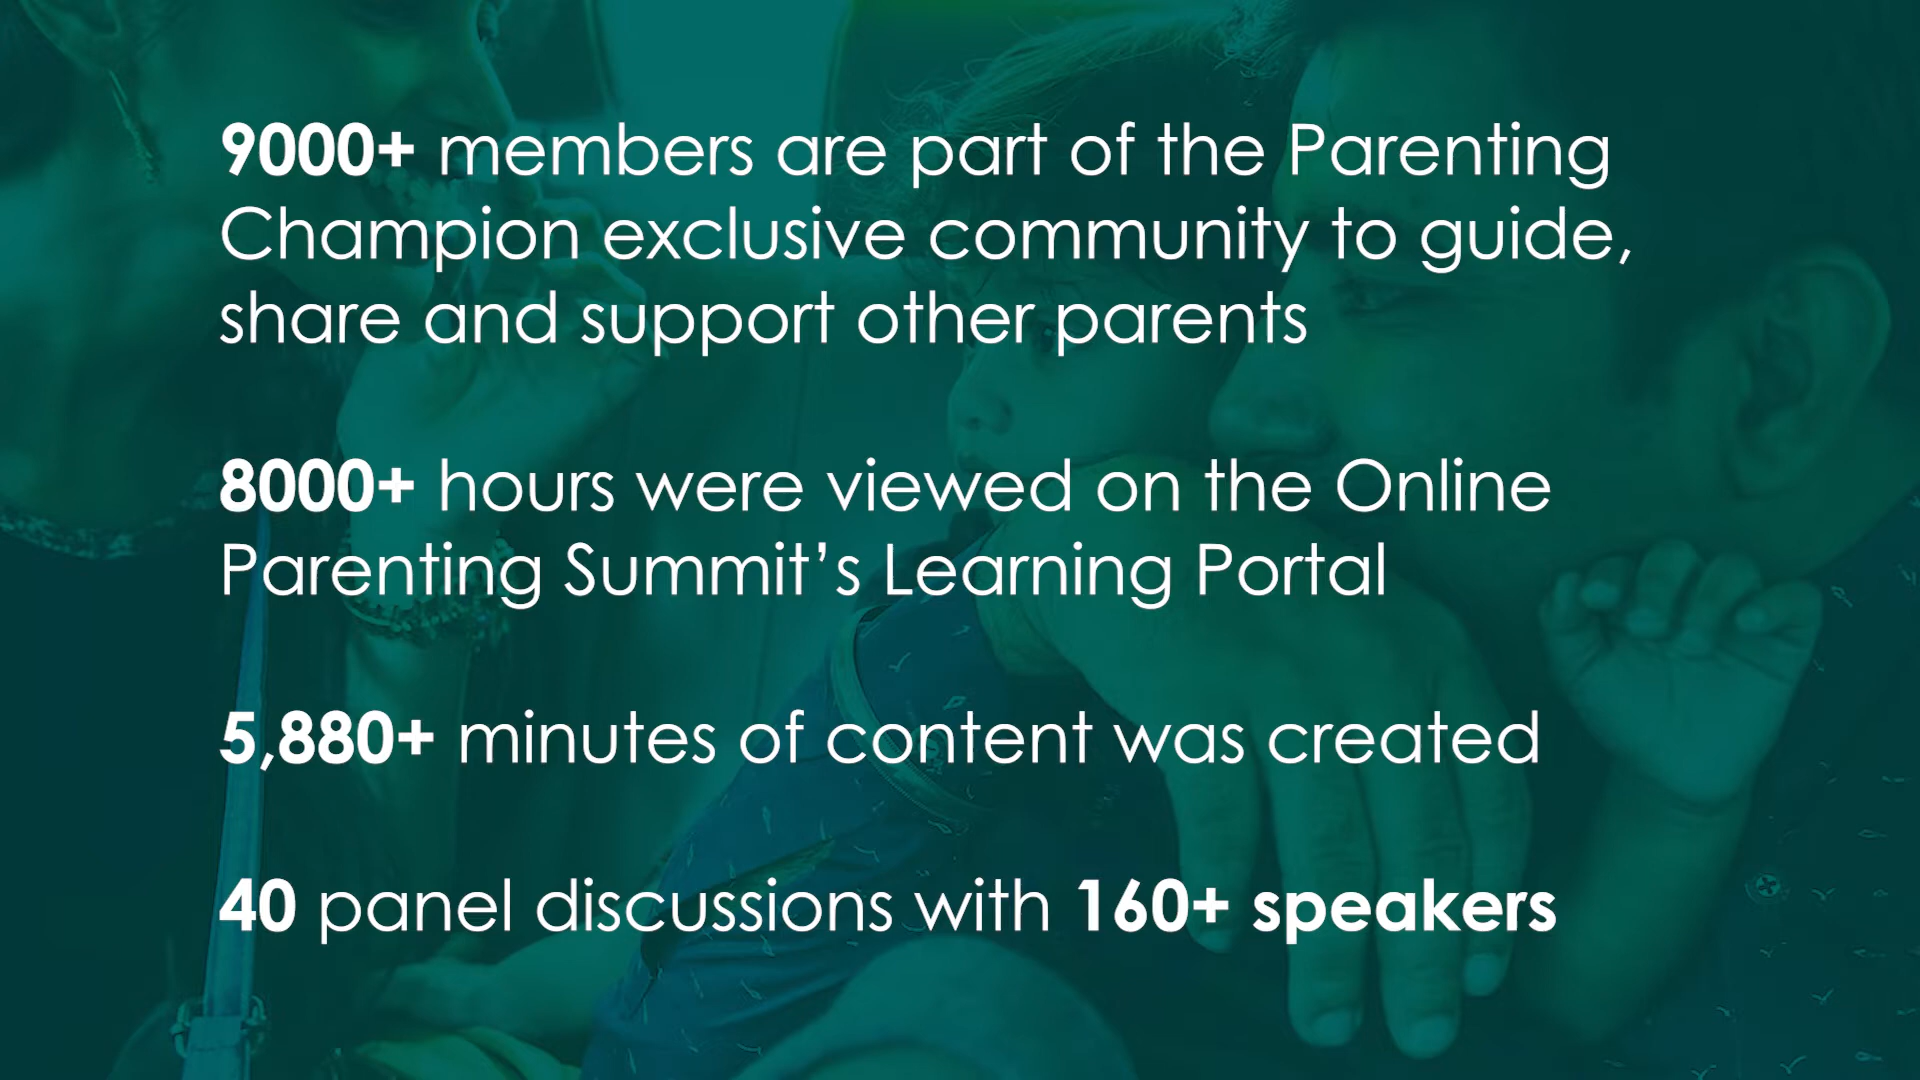 9000+ members are part of the Parenting
Champion exclusive community to guide,
share and support other parents
8000+ hours were viewed on the Online
Parenting Summit’s Learning Portal
5,880+ minutes of content was created
40 panel discussions with 160+ speakers